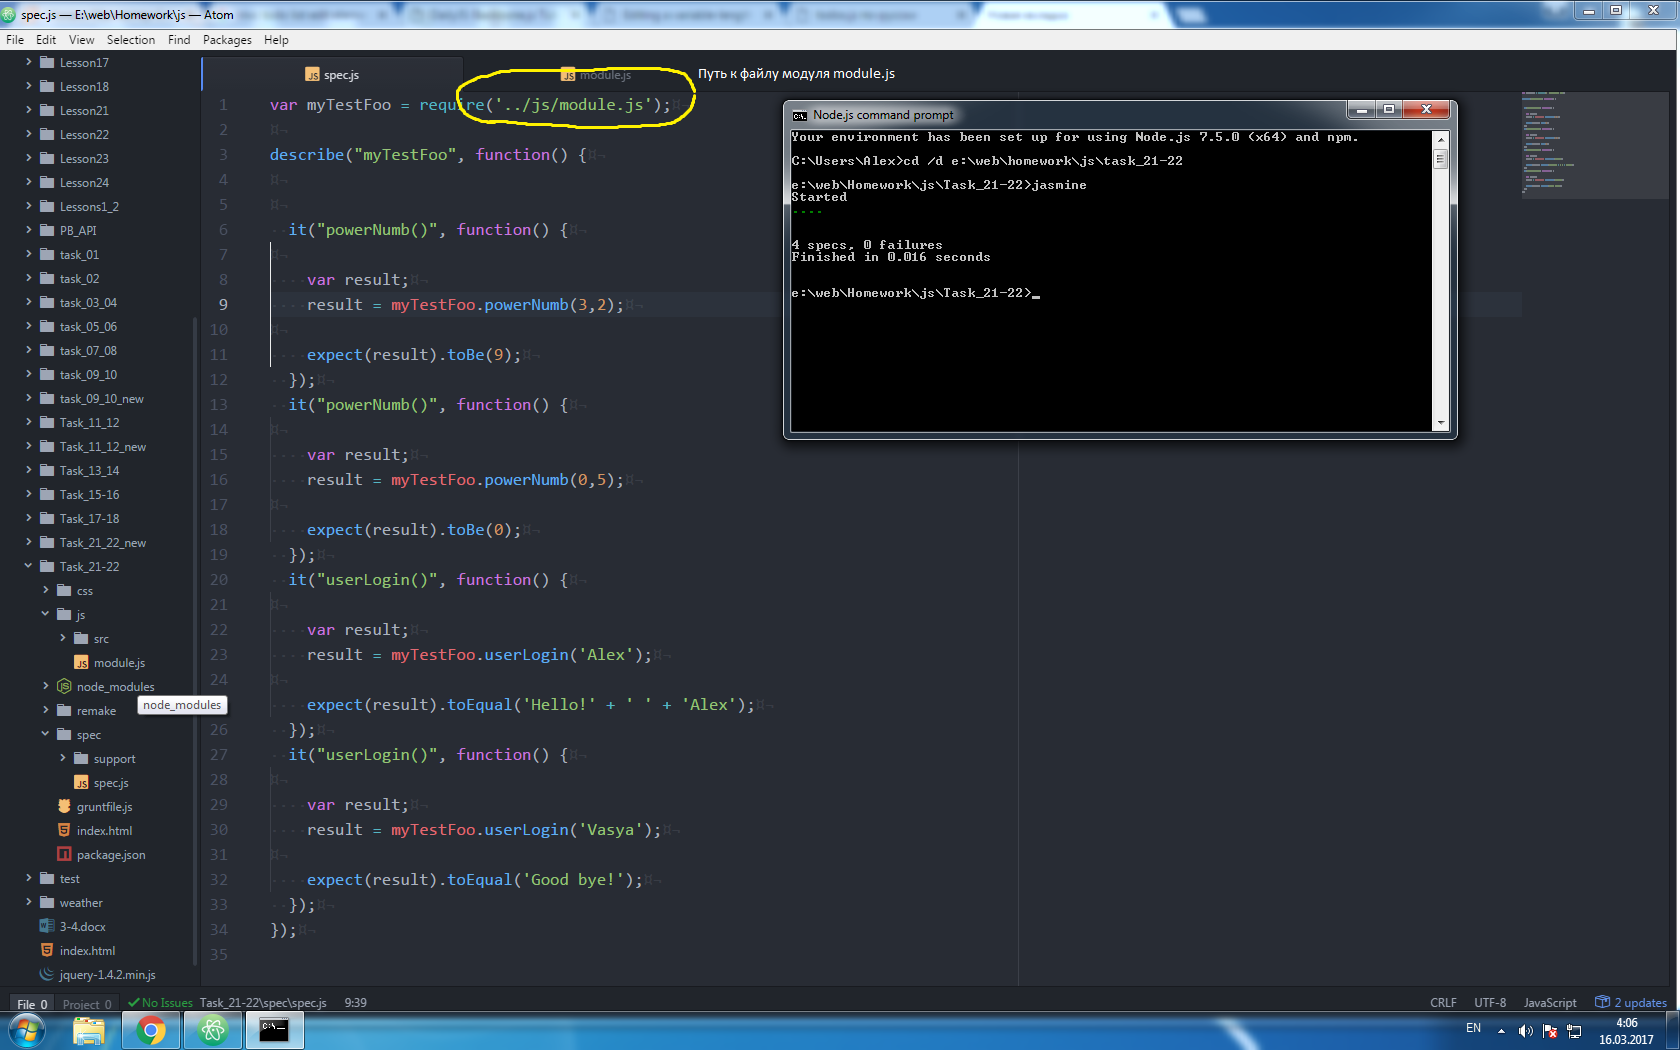 spec.js — E:\web\Homework\js — Atom
File Edit View Selection Find Packages Help
Lesson17
Lesson18
Lesson21
Lesson22
Lesson23
Lesson24
Lessons1_2
PB_API
task_01
task_02
task_03_04
task_05_06
task_07_08
task_09_10
task_09_10_new
Task_11_12
Task_11_12_new
Task_13_14
Task_15-16
Task_17-18
Task_21_22_new
Task_21-22
css
js
src
module.js
node_modules
node_modules
remake
spec
support
spec.js
gruntfile.js
index.html
package.json
test
weather
3-4.docx
index.html
jquery-1.4.2.min.js
spec.js
module.js
Путь к файлу модуля module.js
1 var myTestFoo = require('../js/module.js');
2
3 describe("myTestFoo", function() {
4
5
6 it("powerNumb()", function() {
7
8 var result;
9 result = myTestFoo.powerNumb(3,2);
10
11 expect(result).toBe(9);
12 });
13 it("powerNumb()", function() {
14
15 var result;
16 result = myTestFoo.powerNumb(0,5);
17
18 expect(result).toBe(0);
19 });
20 it("userLogin()", function() {
21
22 var result;
23 result = myTestFoo.userLogin('Alex');
24
25 expect(result).toEqual('Hello!' + ' ' + 'Alex');
26 });
27 it("userLogin()", function() {
28
29 var result;
30 result = myTestFoo.userLogin('Vasya');
31
32 expect(result).toEqual('Good bye!');
33 });
34 });
35
Node.js command prompt
Your environment has been set up for using Node.js 7.5.0 (x64) and npm.
C:\Users\Alex>cd /d e:\web\homework\js\task_21-22
e:\web\Homework\js\Task_21-22>jasmine
Started
....
4 specs, 0 failures
Finished in 0.016 seconds
e:\web\Homework\js\Task_21-22>_
File 0 Project 0 No Issues Task_21-22\spec\spec.js 9:39 CRLF UTF-8 JavaScript 2 updates
EN 4:06
16.03.2017